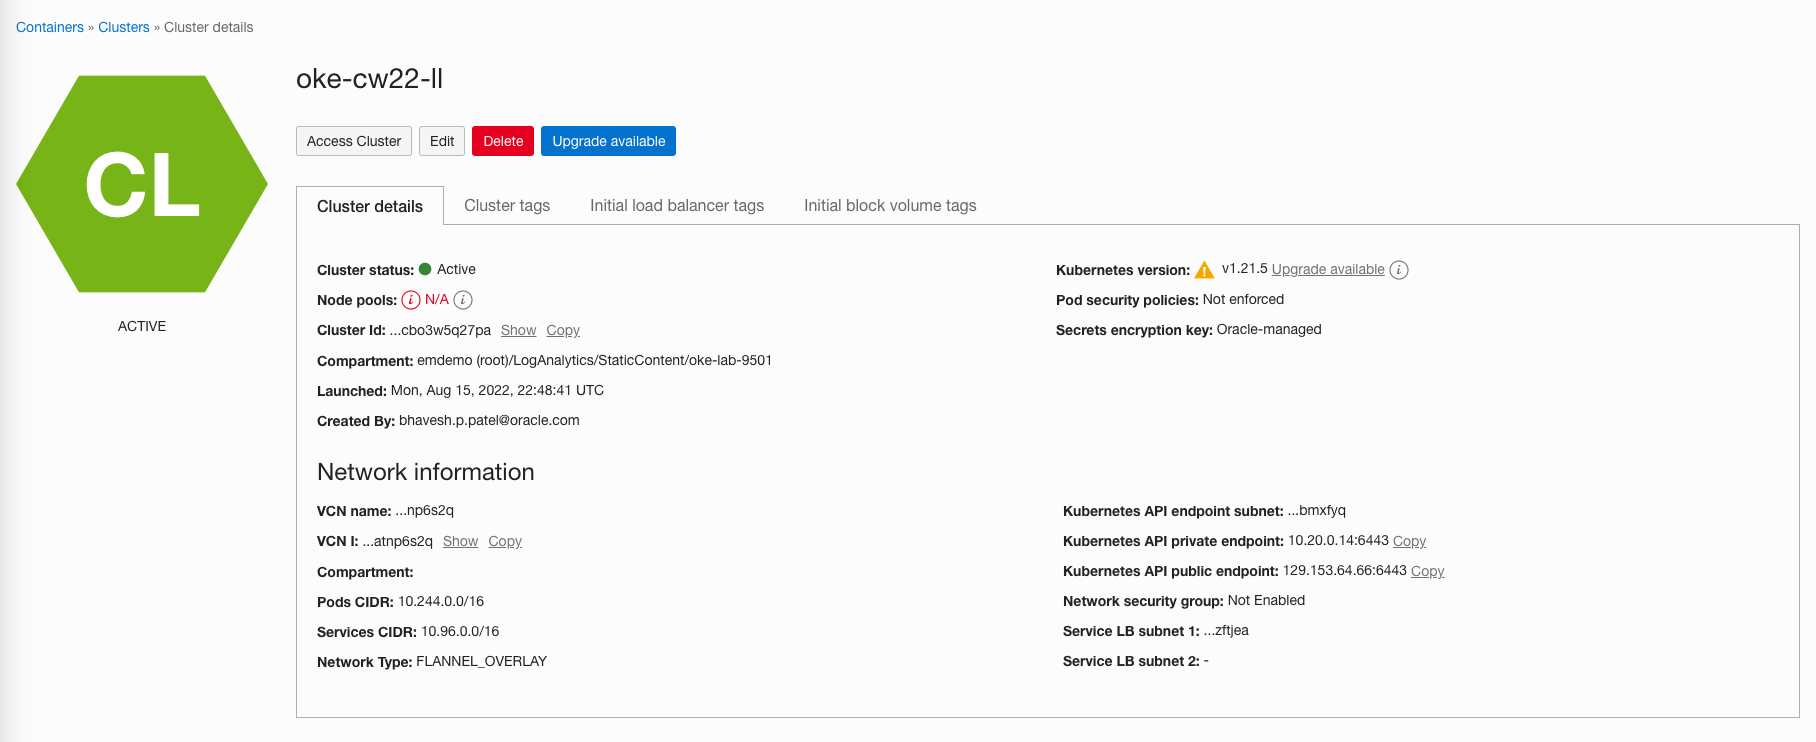 Containers » Clusters » Cluster details
CL
ACTIVE
oke-cw22-ll
Access Cluster Edit Delete Upgrade available
Cluster details Cluster tags Initial load balancer tags Initial block volume tags
Cluster status: Active
Node pools: i N/A i
Cluster Id: ...cbo3w5q27pa Show Copy
Compartment: emdemo (root)/LogAnalytics/StaticContent/oke-lab-9501
Launched: Mon, Aug 15, 2022, 22:48:41 UTC
Created By: bhavesh.p.patel@oracle.com
Kubernetes version: ! v1.21.5 Upgrade available i
Pod security policies: Not enforced
Secrets encryption key: Oracle-managed
Network information
VCN name: ...np6s2q
VCN I: ...atnp6s2q Show Copy
Compartment:
Pods CIDR: 10.244.0.0/16
Services CIDR: 10.96.0.0/16
Network Type: FLANNEL_OVERLAY
Kubernetes API endpoint subnet: ...bmxfyq
Kubernetes API private endpoint: 10.20.0.14:6443 Copy
Kubernetes API public endpoint: 129.153.64.66:6443 Copy
Network security group: Not Enabled
Service LB subnet 1: ...zftjea
Service LB subnet 2: -